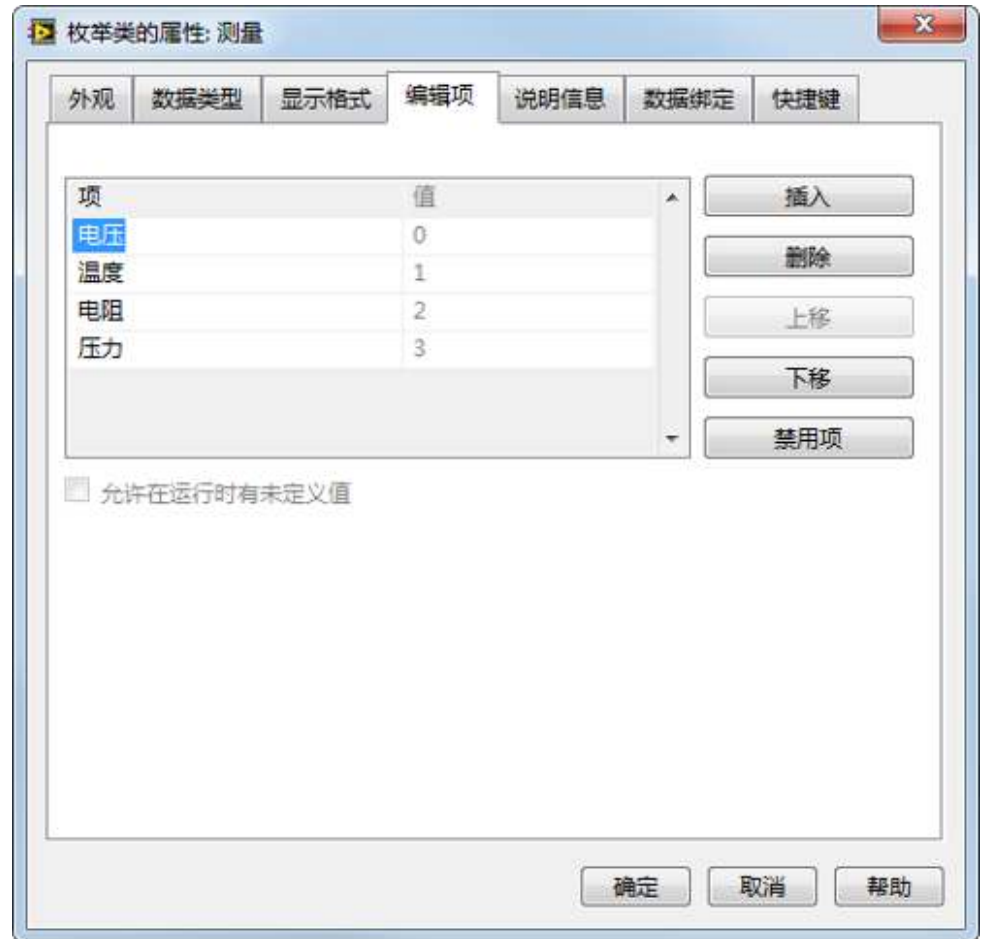 枚举类的属性: 测量
外观 数据类型 显示格式 编辑项 说明信息 数据绑定 快捷键
项 值
电压 0
温度 1
电阻 2
压力 3
插入
删除
上移
下移
禁用项
允许在运行时有未定义值
确定 取消 帮助